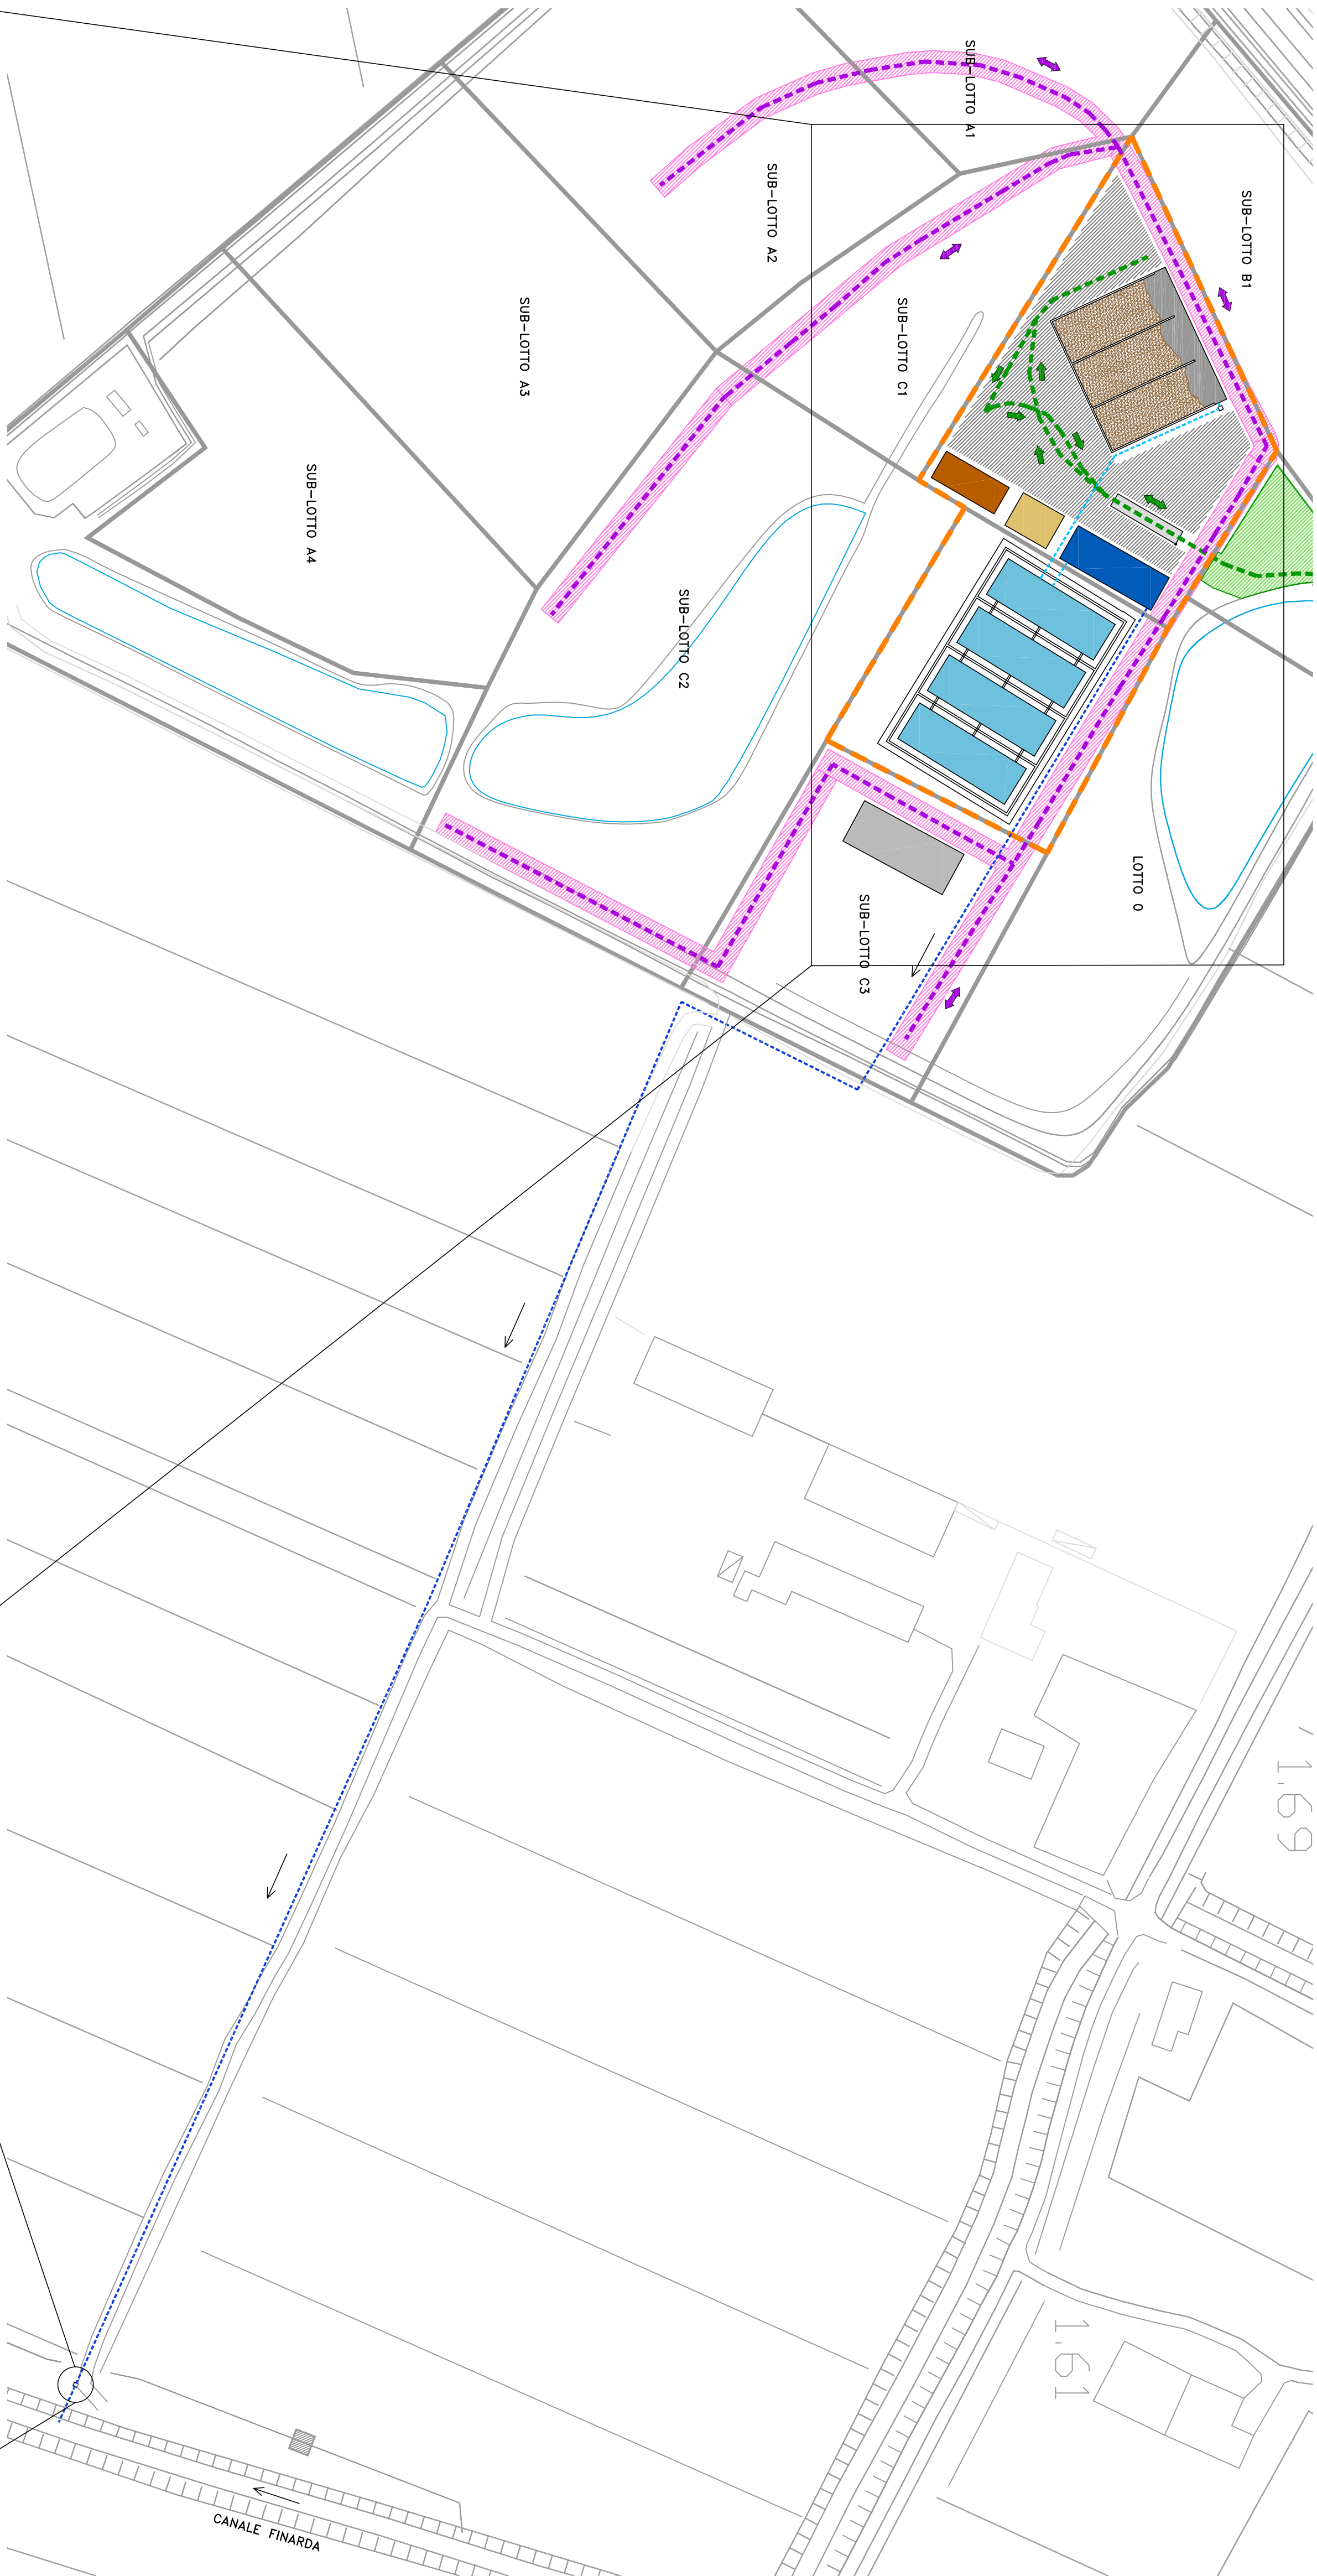 SUB-LOTTO A1
SUB-LOTTO B1
SUB-LOTTO A2
SUB-LOTTO C1
SUB-LOTTO A3
SUB-LOTTO A4
SUB-LOTTO C2
LOTTO 0
SUB-LOTTO C3
1.69
1.61
CANALE FINARDA